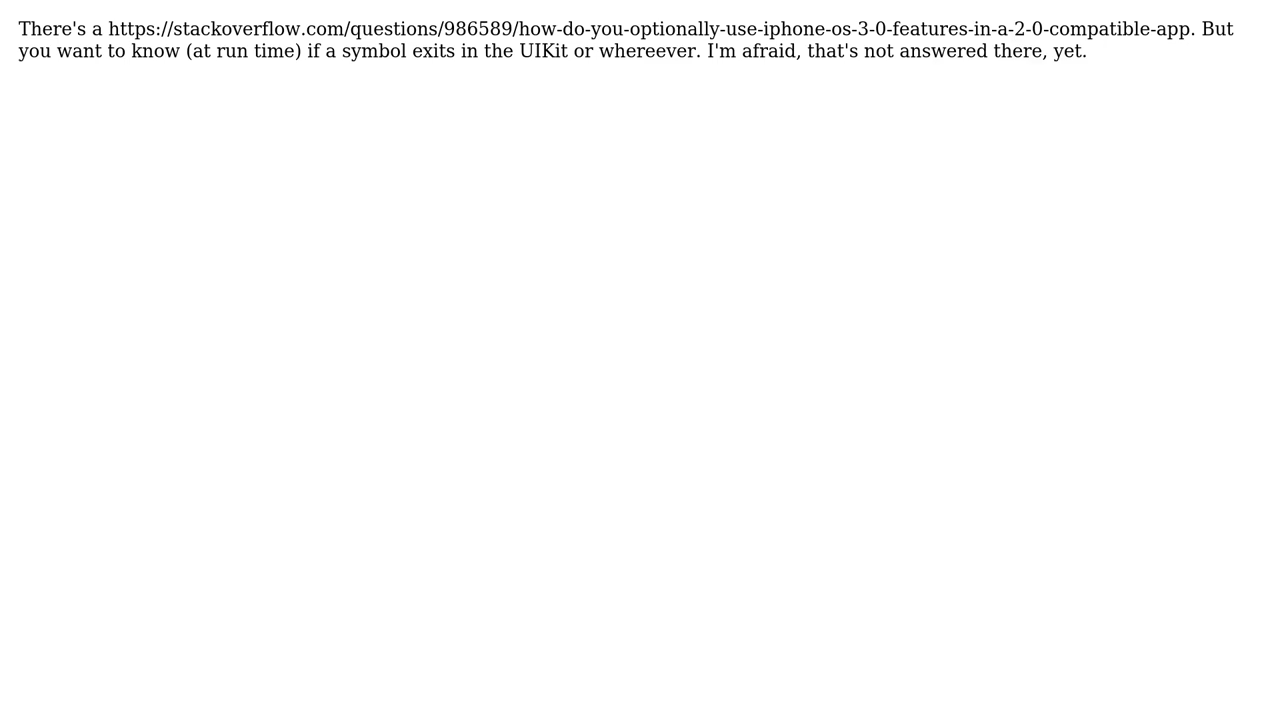 There's a https://stackoverflow.com/questions/986589/how-do-you-optionally-use-iphone-os-3-0-features-in-a-2-0-compatible-app. But
you want to know (at run time) if a symbol exits in the UIKit or whereever. I'm afraid, that's not answered there, yet.